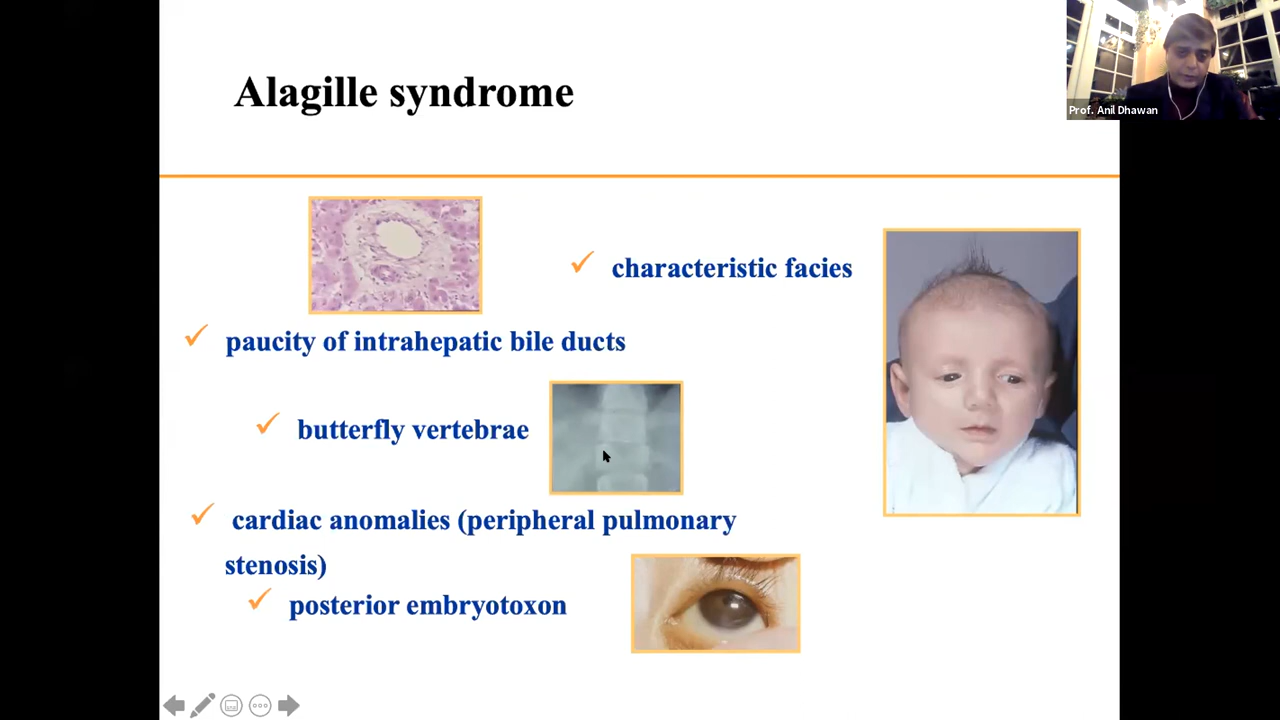 Alagille syndrome
Prof. Anil Dhawan
characteristic facies
paucity of intrahepatic bile ducts
butterfly vertebrae
cardiac anomalies (peripheral pulmonary
stenosis)
posterior embryotoxon